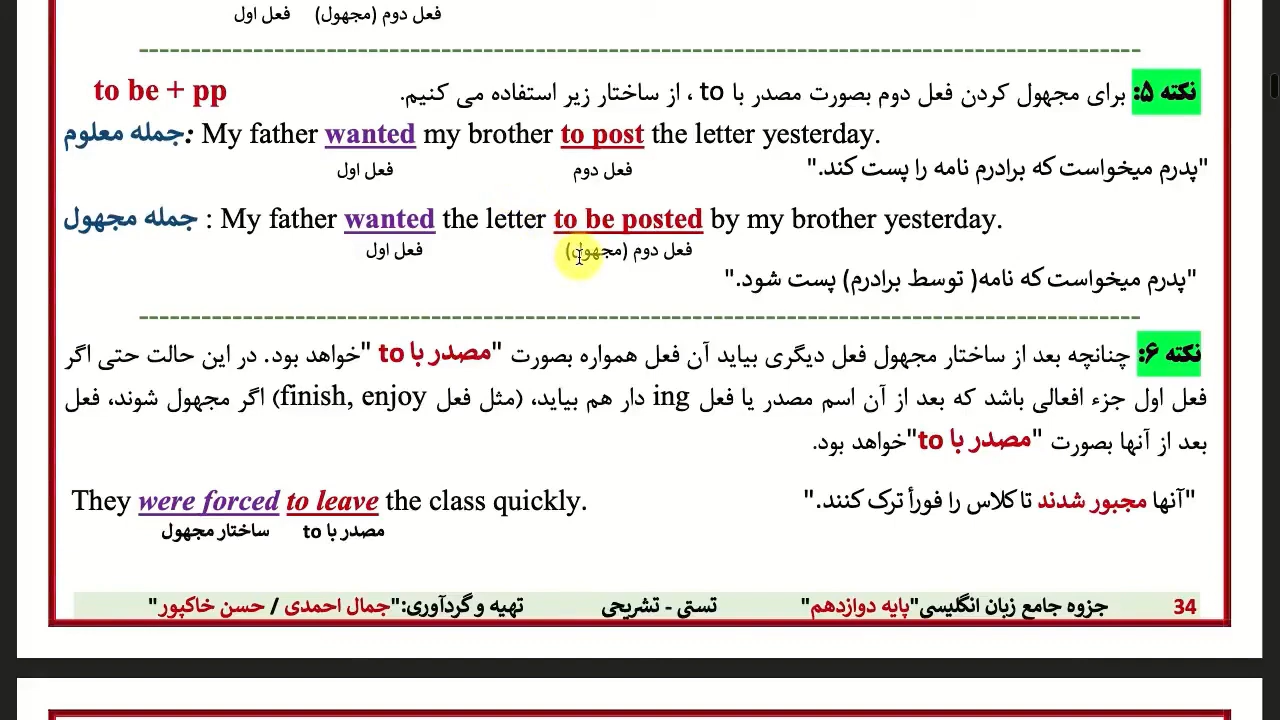 فعل اول فعل دوم (مجهول)
نکته ۵: برای مجهول کردن فعل دوم بصورت مصدر با to ، از ساختار زیر استفاده می کنیم. to be + pp
جمله معلوم: My father wanted my brother to post the letter yesterday.
فعل اول فعل دوم
"پدرم میخواست که برادرم نامه را پست کند."
جمله مجهول : My father wanted the letter to be posted by my brother yesterday.
فعل اول فعل دوم (مجهول)
"پدرم میخواست که نامه( توسط برادرم) پست شود."
نکته ۶: چنانچه بعد از ساختار مجهول فعل دیگری بیاید آن فعل همواره بصورت "مصدر با to "خواهد بود. در این حالت حتی اگر
فعل اول جزء افعالی باشد که بعد از آن اسم مصدر یا فعل ing دار هم بیاید، (مثل فعل finish, enjoy) اگر مجهول شوند، فعل
بعد از آنها بصورت "مصدر با to"خواهد بود.
They were forced to leave the class quickly. "آنها مجبور شدند تا کلاس را فورأ ترک کنند."
ساختار مجهول مصدر با to
34 جزوه جامع زبان انگلیسی"پایه دوازدهم" تستی - تشریحی تهیه و گردآوری:"جمال احمدی / حسن خاکپور"